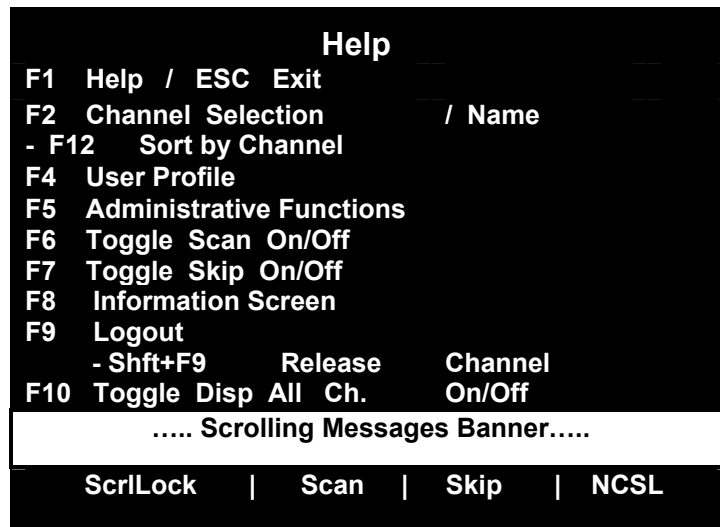 Help
F1 Help / ESC Exit
F2 Channel Selection / Name
- F12 Sort by Channel
F4 User Profile
F5 Administrative Functions
F6 Toggle Scan On/Off
F7 Toggle Skip On/Off
F8 Information Screen
F9 Logout
- Shft+F9 Release Channel
F10 Toggle Disp All Ch. On/Off
….. Scrolling Messages Banner…..
ScrlLock | Scan | Skip | NCSL